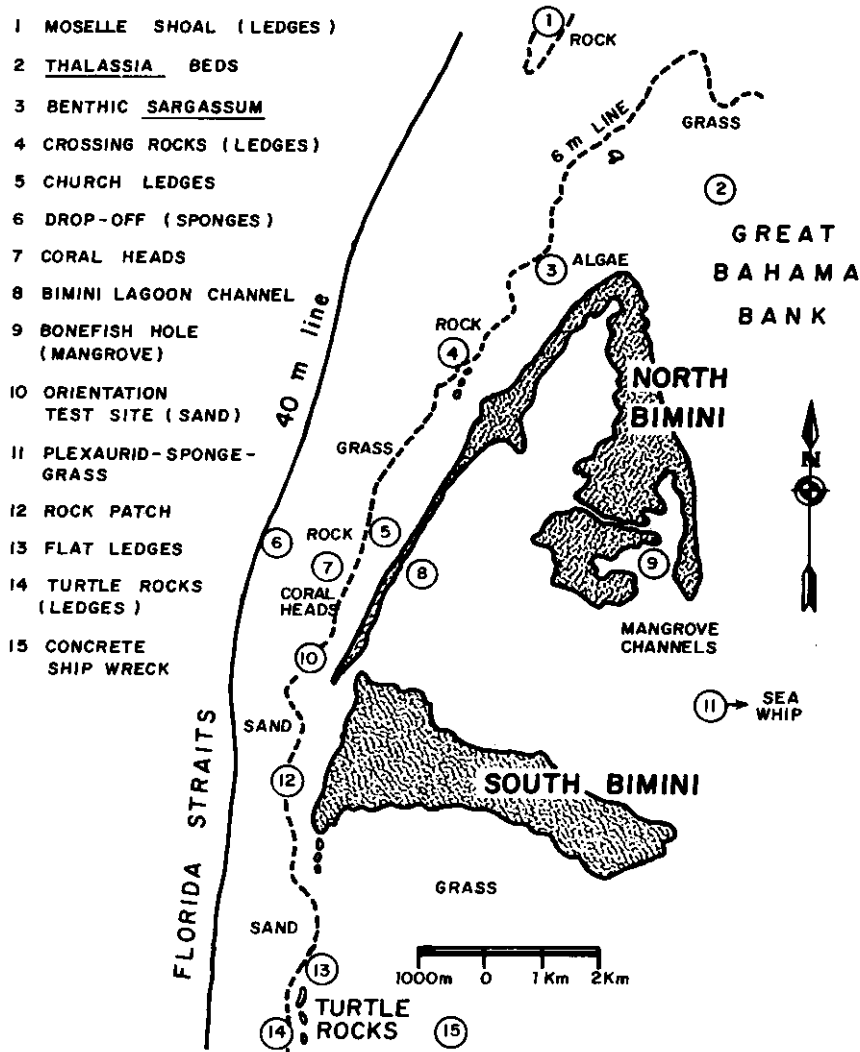 1 MOSELLE SHOAL (LEDGES)
2 THALASSIA BEDS
3 BENTHIC SARGASSUM
4 CROSSING ROCKS (LEDGES)
5 CHURCH LEDGES
6 DROP-OFF (SPONGES)
7 CORAL HEADS
8 BIMINI LAGOON CHANNEL
9 BONEFISH HOLE
(MANGROVE)
10 ORIENTATION
TEST SITE (SAND)
11 PLEXAURID-SPONGE-
GRASS
12 ROCK PATCH
13 FLAT LEDGES
14 TURTLE ROCKS
(LEDGES)
15 CONCRETE
SHIP WRECK
1
ROCK
6 m LINE
GRASS
2
GREAT
BAHAMA
BANK
3
ALGAE
ROCK
4
40 m line
NORTH
BIMINI
N
GRASS
ROCK
5
6
7
8
9
CORAL
HEADS
MANGROVE
CHANNELS
10
11
SEA
WHIP
SAND
12
SOUTH BIMINI
FLORIDA STRAITS
GRASS
SAND
1000m 0 1 Km 2Km
13
TURTLE
ROCKS
14
15